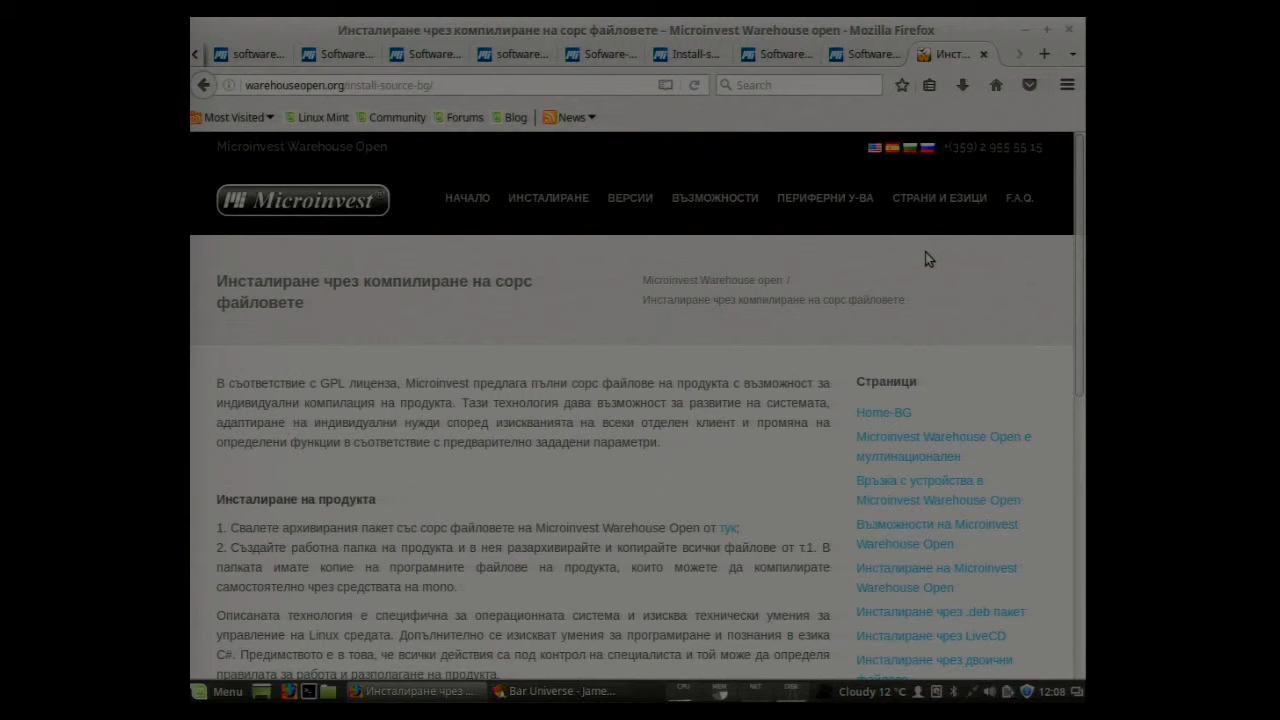 Инсталиране чрез компилиране на сорс файловете – Microinvest Warehouse open - Mozilla Firefox
software... Software... Software... software... Sofware-... Install-s... Software... Software... Инст...
warehouseopen.org/install-source-bg/ Search
Most Visited Linux Mint Community Forums Blog News
Microinvest Warehouse Open +(359) 2 955 55 15
Microinvest НАЧАЛО ИНСТАЛИРАНЕ ВЕРСИИ ВЪЗМОЖНОСТИ ПЕРИФЕРНИ У-ВА СТРАНИ И ЕЗИЦИ F.A.Q.
Инсталиране чрез компилиране на сорс
файловете
Microinvest Warehouse open /
Инсталиране чрез компилиране на сорс файловете
В съответствие с GPL лиценза, Microinvest предлага пълни сорс файлове на продукта с възможност за
индивидуални компилация на продукта. Тази технология дава възможност за развитие на системата,
адаптиране на индивидуални нужди според изискванията на всеки отделен клиент и промяна на
определени функции в съответствие с предварително зададени параметри.
Инсталиране на продукта
1. Свалете архивирания пакет със сорс файловете на Microinvest Warehouse Open от тук;
2. Създайте работна папка на продукта и в нея разархивирайте и копирайте всички файлове от т.1. В
папката имате копие на програмните файлове на продукта, които можете да компилирате
самостоятелно чрез средствата на mono.
Описаната технология е специфична за операционната система и изисква технически умения за
управление на Linux средата. Допълнително се изискват умения за програмиране и познания в езика
C#. Предимството е в това, че всички действия са под контрол на специалиста и той може да определя
правилата за работа и разполагане на продукта.
Страници
Home-BG
Microinvest Warehouse Open е
мултинационален
Връзка с устройства в
Microinvest Warehouse Open
Възможности на Microinvest
Warehouse Open
Инсталиране на Microinvest
Warehouse Open
Инсталиране чрез .deb пакет
Инсталиране чрез LiveCD
Инсталиране чрез двоични
файлове
Menu Инсталиране чрез ... Bar Universe - Jame... CPU MEM NET DISK Cloudy 12 °C 12:08